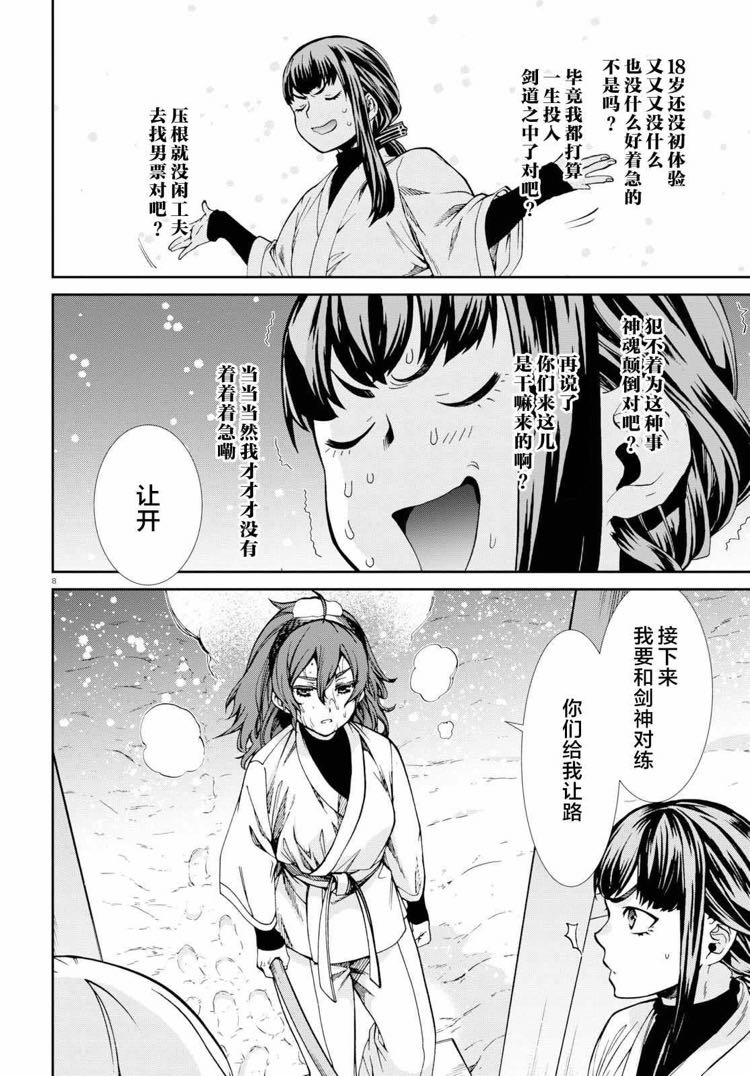 18岁还没初体验
又又又没什么
也没什么好着急的
不是吗？
毕竟我都打算
一生投入
剑道之中了对吧？
压根就没闲工夫
去找男票对吧？
犯不着为这种事
神魂颠倒对吧？
再说了
你们来这儿
是干嘛来的啊？
当当当然我才才才没有
着着着急嘞
让开
8
接下来
我要和剑神对练
你们给我让路